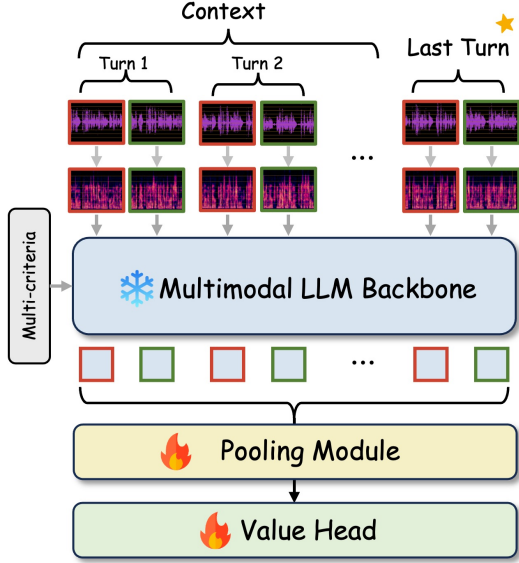 Context
Last Turn
Turn 1
Turn 2
...
Multi-criteria
Multimodal LLM Backbone
...
Pooling Module
Value Head